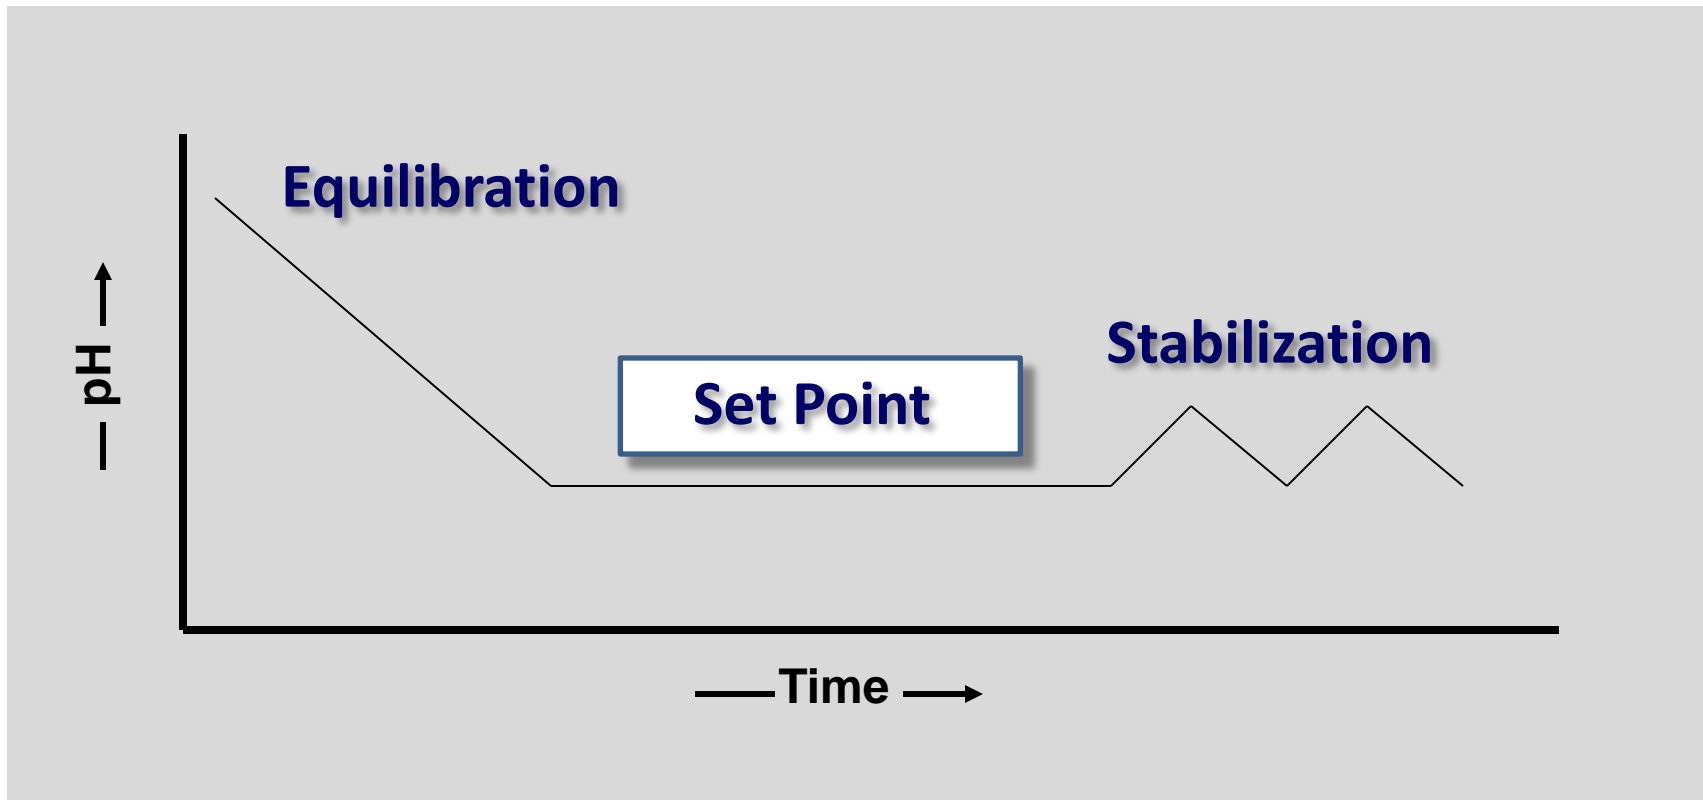 Equilibration
Stabilization
Set Point
pH
Time